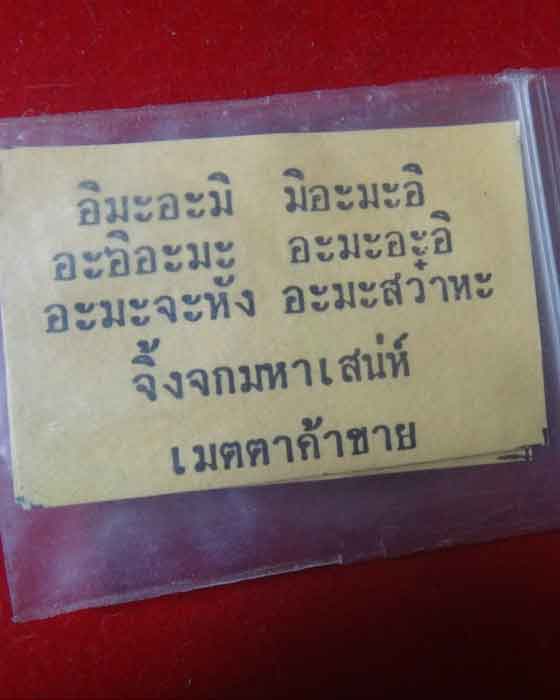 อิมะอะมิ มิอะมะอิ
อะอิอะมะ อะมะอะอิ
อะมะจะหัง อะมะส๎วาหะ
จิ้งจกมหาเสน่ห์
เมตตาค้าขาย